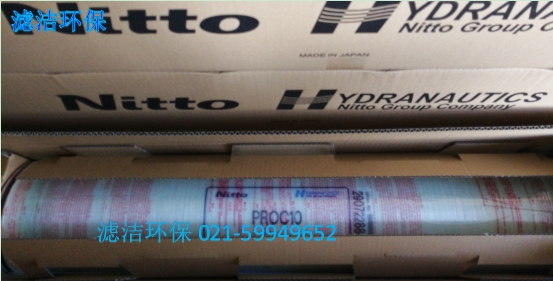 滤洁环保
Nitto
HYDRANAUTICS
Nitto Group Company
MADE IN JAPAN
Nitto
HYDRANAUTICS
Nitto Group Company
Nitto
HYDRANAUTICS
PROC10
滤洁环保 021-59949652